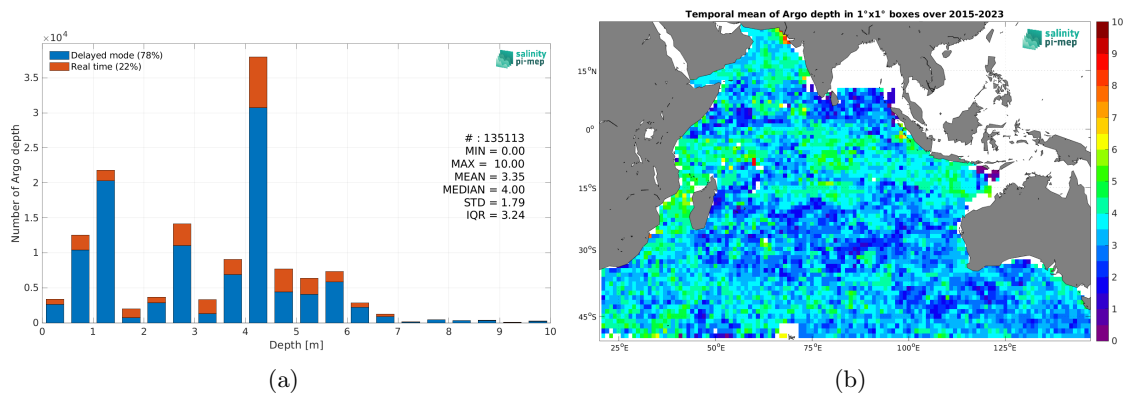 ×10⁴
Delayed mode (78%)
Real time (22%)
salinity
pi-mep
# : 135113
MIN = 0.00
MAX = 10.00
MEAN = 3.35
MEDIAN = 4.00
STD = 1.79
IQR = 3.24
Number of Argo depth
3.5
3
2.5
2
1.5
1
0.5
0
0 1 2 3 4 5 6 7 8 9 10
Depth [m]
(a)
Temporal mean of Argo depth in 1°x1° boxes over 2015-2023
salinity
pi-mep
15°N
0°
15°S
30°S
45°S
25°E 50°E 75°E 100°E 125°E
10
9
8
7
6
5
4
3
2
1
0
(b)